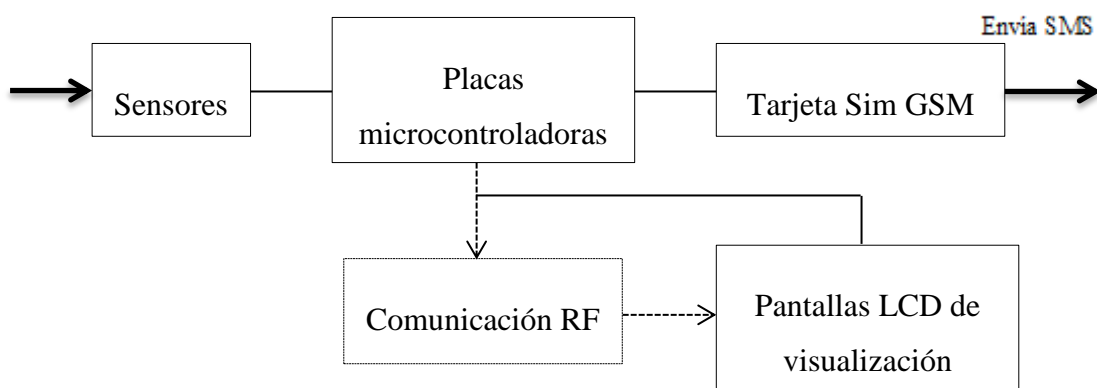 Envia SMS
Sensores
Placas
microcontroladoras
Tarjeta Sim GSM
Comunicación RF
Pantallas LCD de
visualización